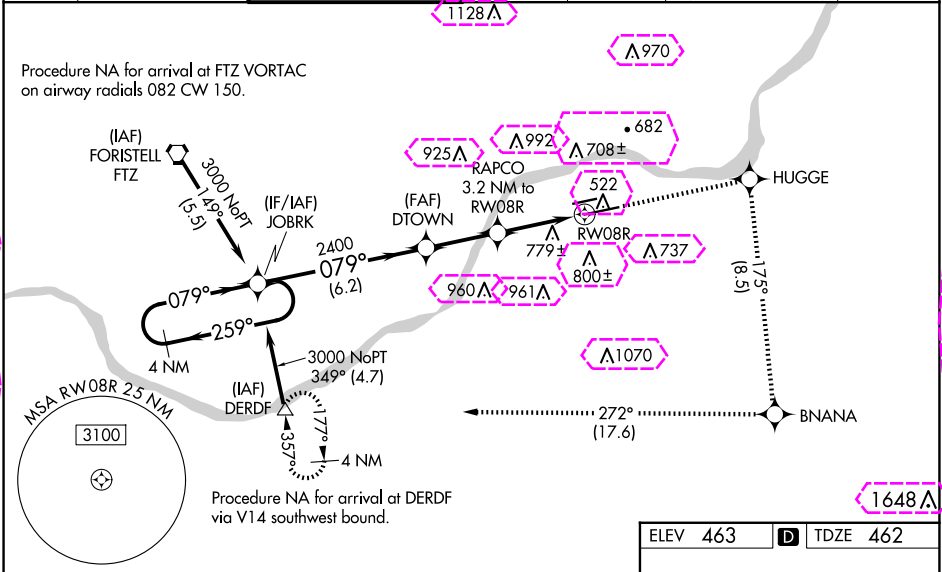 1128
970
Procedure NA for arrival at FTZ VORTAC
on airway radials 082 CW 150.
682
(IAF)
FORISTELL
FTZ
992
708±
925
RAPCO
3.2 NM to
RW08R
3000 NoPT
149°
(5.5)
522
HUGGE
(FAF)
DTOWN
(IF/IAF)
JOBRK
RW08R
2400
079°
(6.2)
779±
737
800±
175°
(8.5)
079°
960
961
259°
4 NM
3000 NoPT
349° (4.7)
1070
MSA RW08R 25 NM
(IAF)
DERDF
272°
(17.6)
BNANA
3100
177°
357°
4 NM
Procedure NA for arrival at DERDF
via V14 southwest bound.
1648
ELEV 463 D TDZE 462